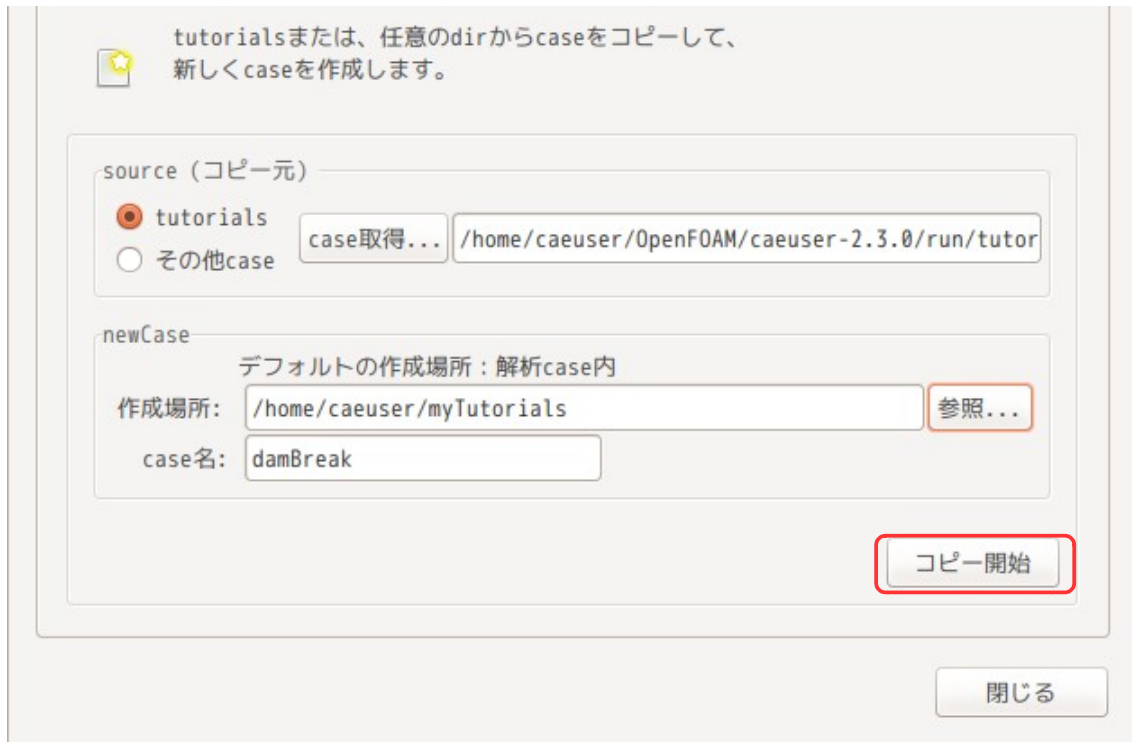 tutorialsまたは、任意のdirからcaseをコピーして、
新しくcaseを作成します。
source (コピー元)
tutorials
その他case
case取得...
/home/caeuser/OpenFOAM/caeuser-2.3.0/run/tutor
newCase
デフォルトの作成場所：解析case内
作成場所: /home/caeuser/myTutorials 参照...
case名: damBreak
コピー開始
閉じる